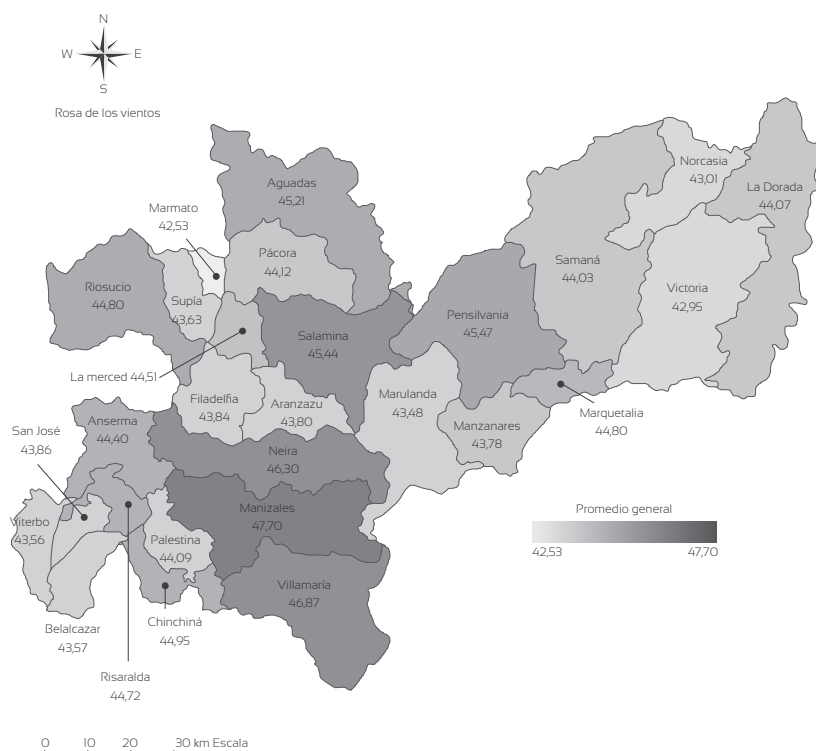 N
W E
S
Rosa de los vientos
Aguadas
45,21
Marmato
42,53
Pácora
44,12
Riosucio
44,80
Supía
43,63
Norcasia
43,01
La Dorada
44,07
Samaná
44,03
Victoria
42,95
Pensilvania
45,47
Salamina
45,44
La merced 44,51
Filadelfia
43,84
Aranzazu
43,80
Marulanda
43,48
Manzanares
43,78
Marquetalia
44,80
Anserma
44,40
San José
43,86
Neira
46,30
Manizales
47,70
Viterbo
43,56
Palestina
44,09
Villamaria
46,87
Chinchiná
44,95
Belalcazar
43,57
Risaralda
44,72
Promedio general
42,53 47,70
0 10 20 30 km Escala